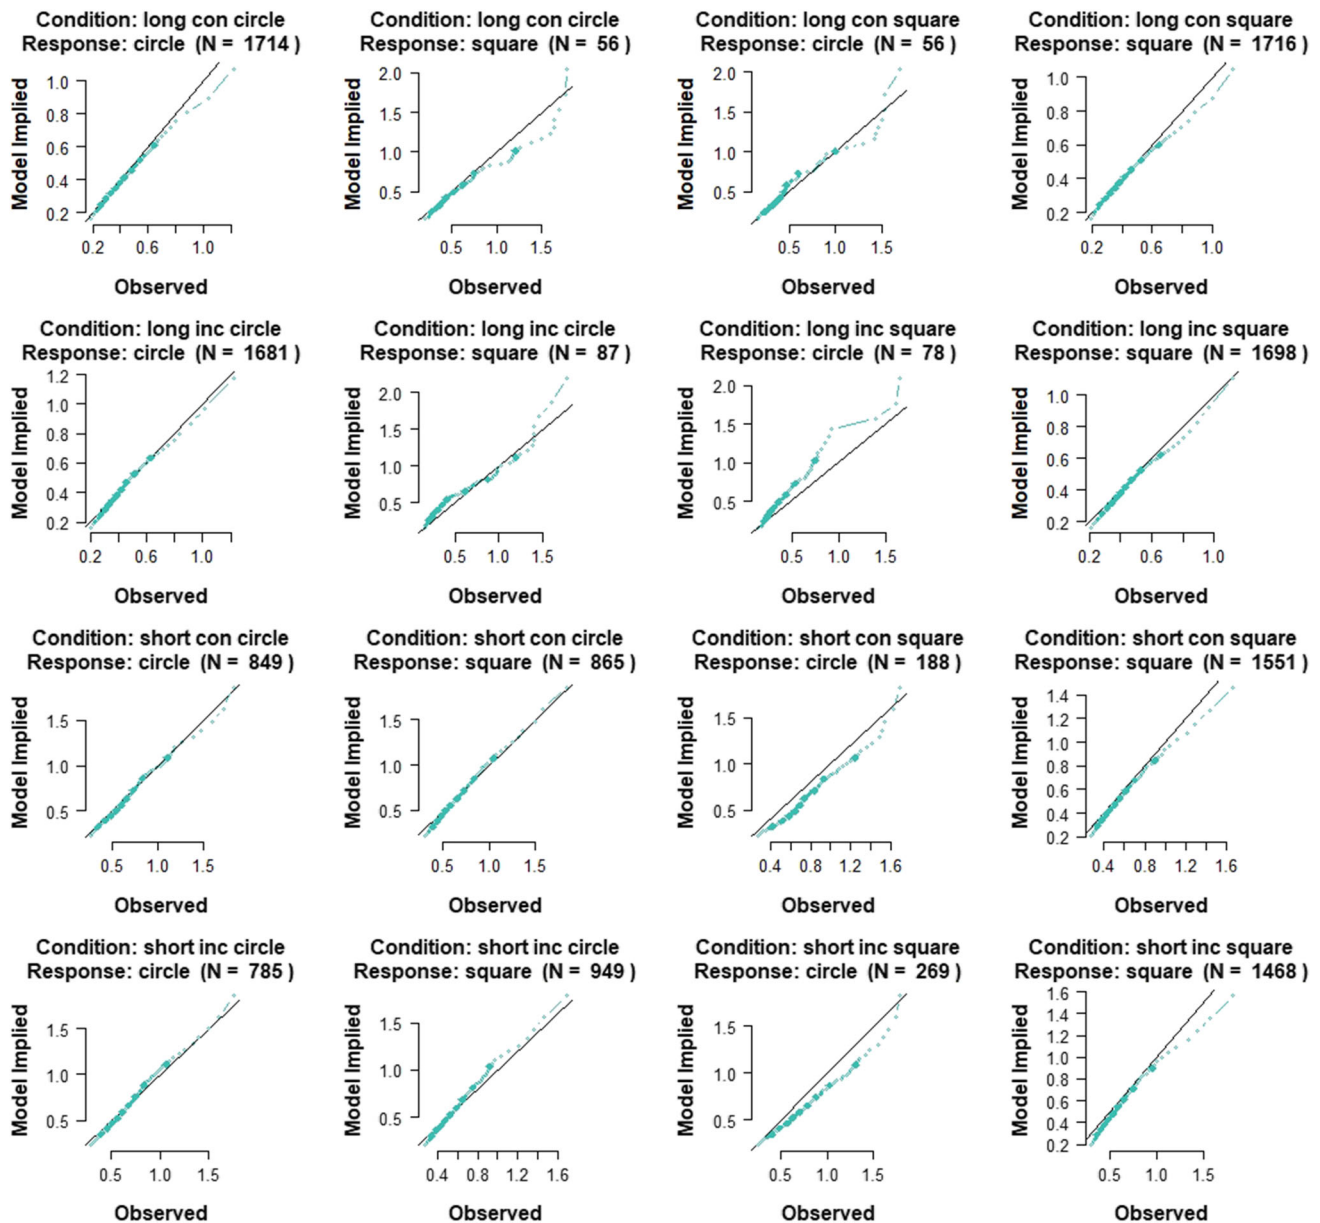 Condition: long con circle
Response: circle (N = 1714 )
Model Implied
1.0
0.8
0.6
0.4
0.2
0.2
0.6
1.0
Observed
Condition: long con circle
Response: square (N = 56 )
Model Implied
2.0
1.5
1.0
0.5
0.5
1.0
1.5
Observed
Condition: long con square
Response: circle (N = 56 )
Model Implied
2.0
1.5
1.0
0.5
0.5
1.0
1.5
Observed
Condition: long con square
Response: square (N = 1716 )
Model Implied
1.0
0.8
0.6
0.4
0.2
0.2
0.6
1.0
Observed
Condition: long inc circle
Response: circle (N = 1681 )
Model Implied
1.2
1.0
0.8
0.6
0.4
0.2
0.2
0.6
1.0
Observed
Condition: long inc circle
Response: square (N = 87 )
Model Implied
2.0
1.5
1.0
0.5
0.5
1.0
1.5
Observed
Condition: long inc square
Response: circle (N = 78 )
Model Implied
2.0
1.5
1.0
0.5
0.5
1.0
1.5
Observed
Condition: long inc square
Response: square (N = 1698 )
Model Implied
1.0
0.8
0.6
0.4
0.2
0.2
0.6
1.0
Observed
Condition: short con circle
Response: circle (N = 849 )
Model Implied
1.5
1.0
0.5
0.5
1.0
1.5
Observed
Condition: short con circle
Response: square (N = 865 )
Model Implied
1.5
1.0
0.5
0.5
1.0
1.5
Observed
Condition: short con square
Response: circle (N = 188 )
Model Implied
1.5
1.0
0.5
0.4
0.8
1.2
1.6
Observed
Condition: short con square
Response: square (N = 1551 )
Model Implied
1.4
1.2
1.0
0.8
0.6
0.4
0.2
0.4
0.8
1.2
1.6
Observed
Condition: short inc circle
Response: circle (N = 785 )
Model Implied
1.5
1.0
0.5
0.5
1.0
1.5
Observed
Condition: short inc circle
Response: square (N = 949 )
Model Implied
1.5
1.0
0.5
0.4
0.8
1.2
1.6
Observed
Condition: short inc square
Response: circle (N = 269 )
Model Implied
1.5
1.0
0.5
0.5
1.0
1.5
Observed
Condition: short inc square
Response: square (N = 1468 )
Model Implied
1.6
1.4
1.2
1.0
0.8
0.6
0.4
0.2
0.5
1.0
1.5
Observed